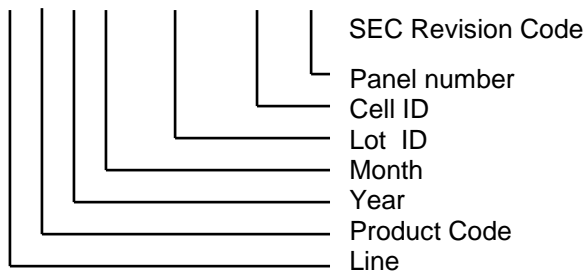 SEC Revision Code
Panel number
Cell ID
Lot ID
Month
Year
Product Code
Line